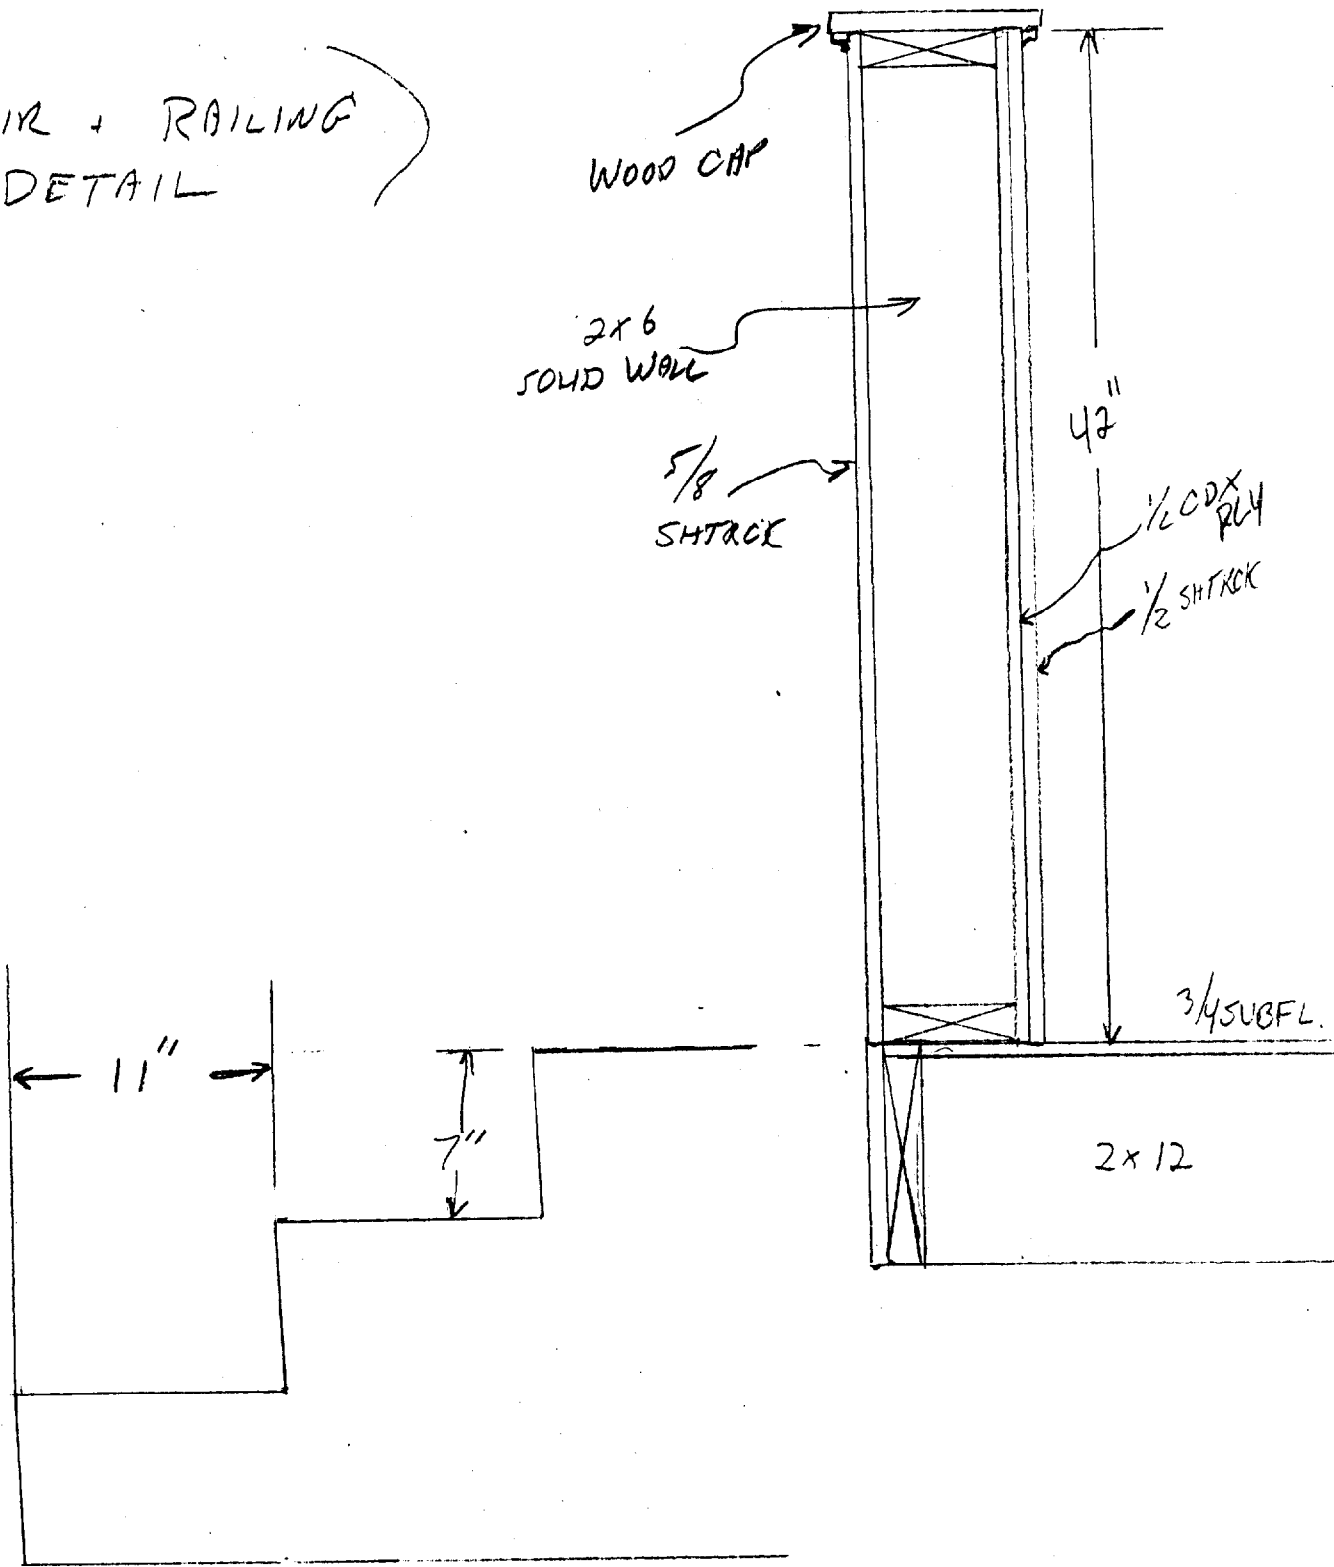 IR + RAILING
DETAIL
WOOD CAP
2x6
SOLID WALL
5/8
SHTRCK
42"
1/2 CDX
PLY
1/2 SHTRCK
3/4 SUBFL.
11"
7"
2x12